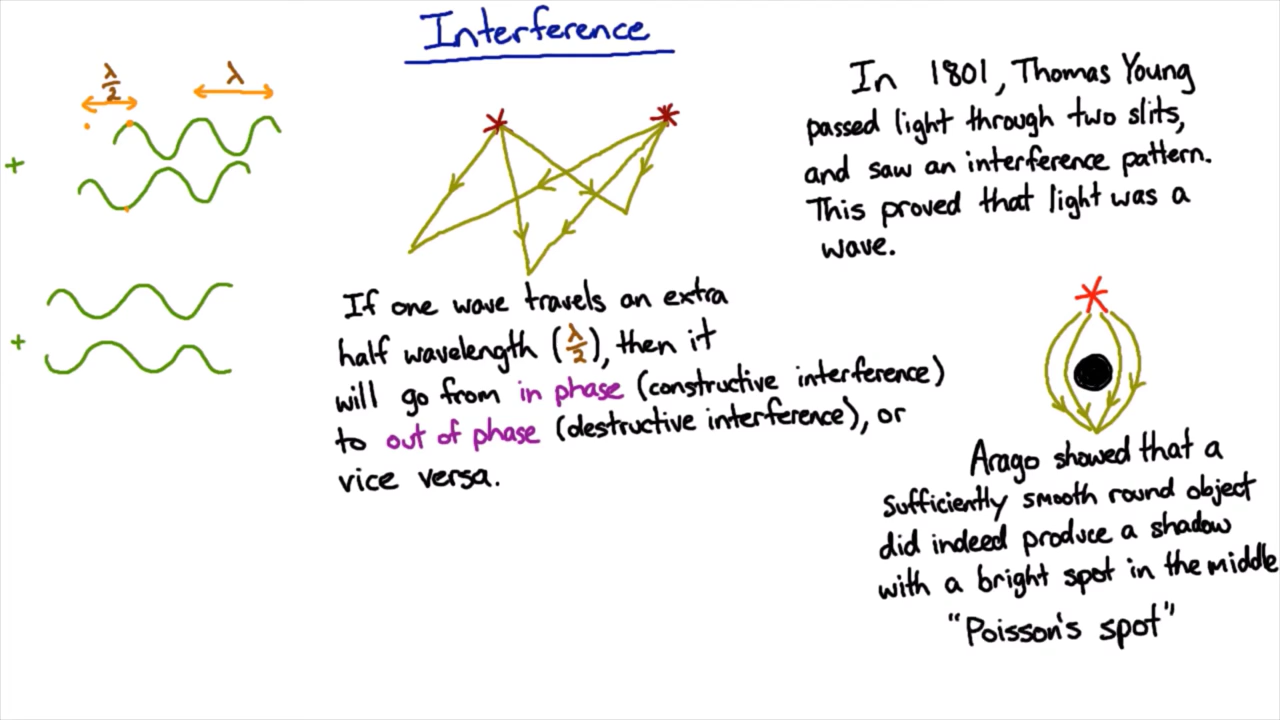 Interference
λ/2
λ
+
+
If one wave travels an extra
half wavelength (λ/2), then it
will go from in phase (constructive interference)
to out of phase (destructive interference), or
vice versa.
In 1801, Thomas Young
passed light through two slits,
and saw an interference pattern.
This proved that light was a
wave.
Arago showed that a
sufficiently smooth round object
did indeed produce a shadow
with a bright spot in the middle
"Poisson's spot"